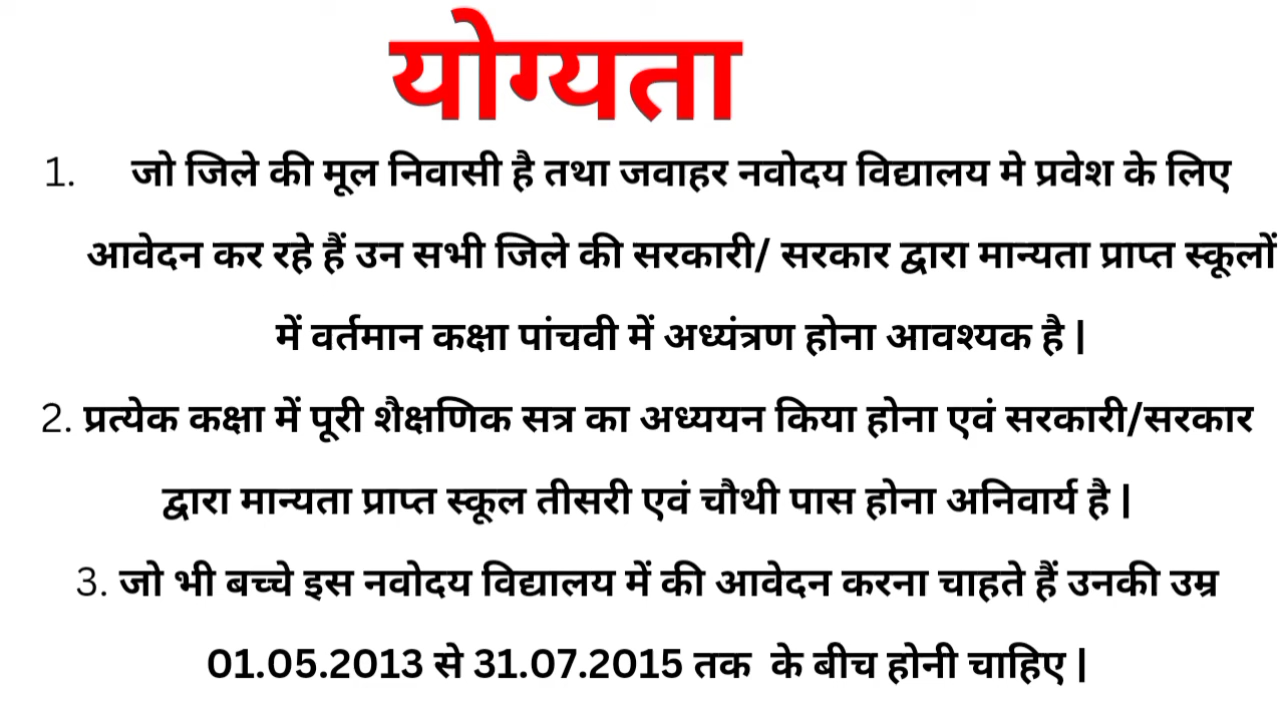 योग्यता
1. जो जिले की मूल निवासी है तथा जवाहर नवोदय विद्यालय मे प्रवेश के लिए
आवेदन कर रहे हैं उन सभी जिले की सरकारी/ सरकार द्वारा मान्यता प्राप्त स्कूलों
में वर्तमान कक्षा पांचवी में अध्यंत्रण होना आवश्यक है |
2. प्रत्येक कक्षा में पूरी शैक्षणिक सत्र का अध्ययन किया होना एवं सरकारी/सरकार
द्वारा मान्यता प्राप्त स्कूल तीसरी एवं चौथी पास होना अनिवार्य है |
3. जो भी बच्चे इस नवोदय विद्यालय में की आवेदन करना चाहते हैं उनकी उम्र
01.05.2013 से 31.07.2015 तक के बीच होनी चाहिए |